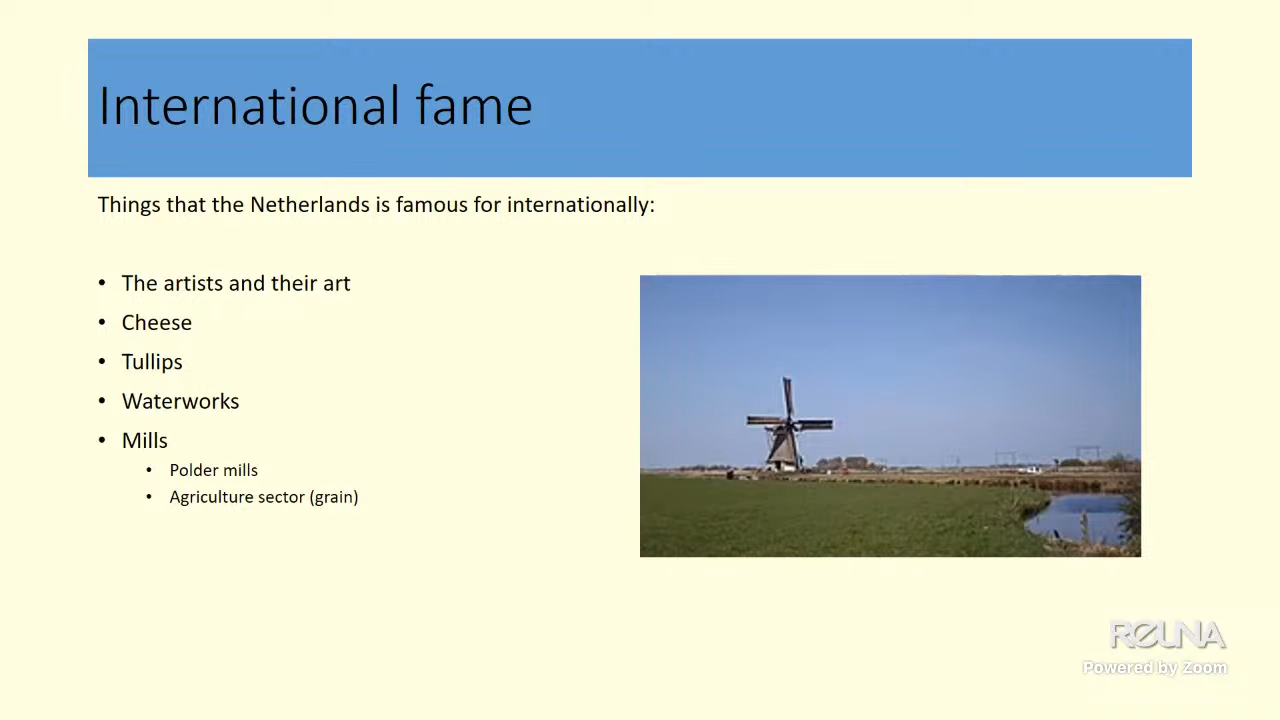 International fame
Things that the Netherlands is famous for internationally:
• The artists and their art
• Cheese
• Tullips
• Waterworks
• Mills
• Polder mills
• Agriculture sector (grain)
REUNA
Powered by Zoom